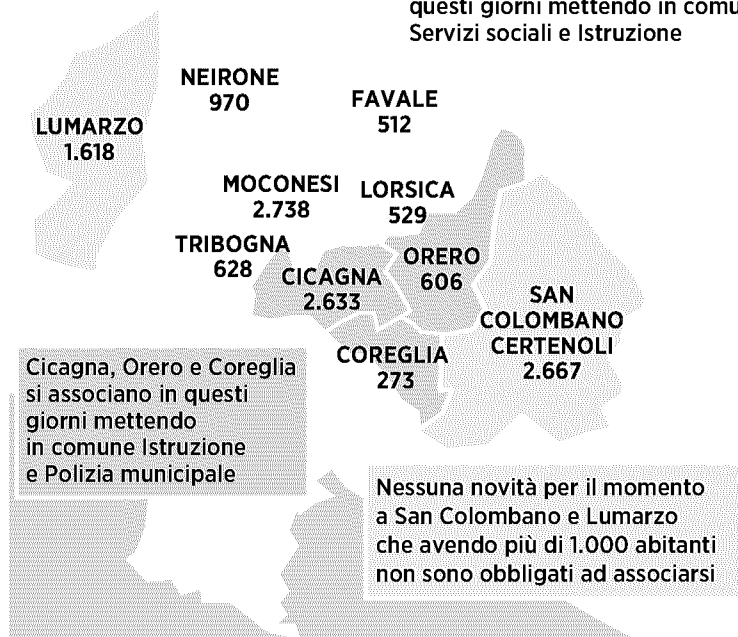 questi giorni mettendo in comu
Servizi sociali e Istruzione
NEIRONE
970
FAVALE
512
LUMARZO
1.618
MOCONESI
2.738
LORSICA
529
TRIBOGNA
628
CICAGNA
2.633
ORERO
606
SAN
COLOMBANO
CERTENOLI
2.667
COREGLIA
273
Cicagna, Orero e Coreglia
si associano in questi
giorni mettendo
in comune Istruzione
e Polizia municipale
Nessuna novità per il momento
a San Colombano e Lumarzo
che avendo più di 1.000 abitanti
non sono obbligati ad associarsi